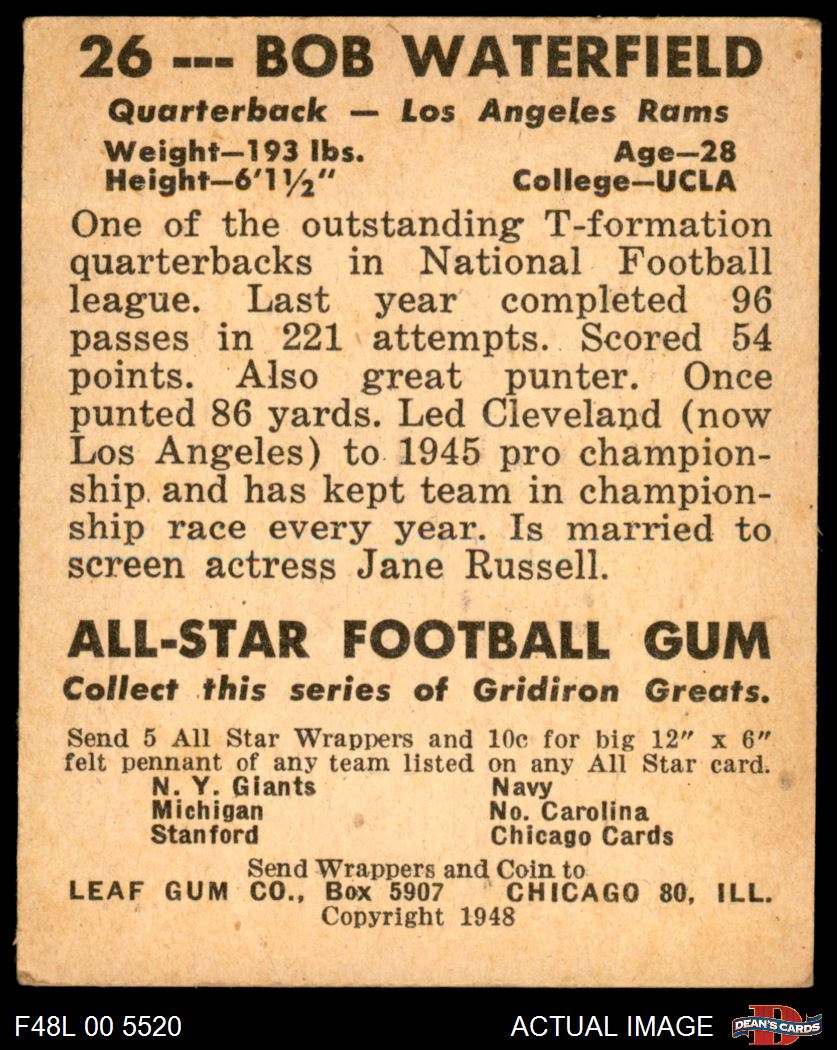 26 --- BOB WATERFIELD
Quarterback — Los Angeles Rams
Weight—193 lbs. Age—28
Height—6'1½" College—UCLA
One of the outstanding T-formation
quarterbacks in National Football
league. Last year completed 96
passes in 221 attempts. Scored 54
points. Also great punter. Once
punted 86 yards. Led Cleveland (now
Los Angeles) to 1945 pro champion-
ship and has kept team in champion-
ship race every year. Is married to
screen actress Jane Russell.
ALL-STAR FOOTBALL GUM
Collect this series of Gridiron Greats.
Send 5 All Star Wrappers and 10c for big 12" x 6"
felt pennant of any team listed on any All Star card.
N. Y. Giants Navy
Michigan No. Carolina
Stanford Chicago Cards
Send Wrappers and Coin to
LEAF GUM CO., Box 5907 CHICAGO 80, ILL.
Copyright 1948
F48L 00 5520 ACTUAL IMAGE D DEAN'S CARDS